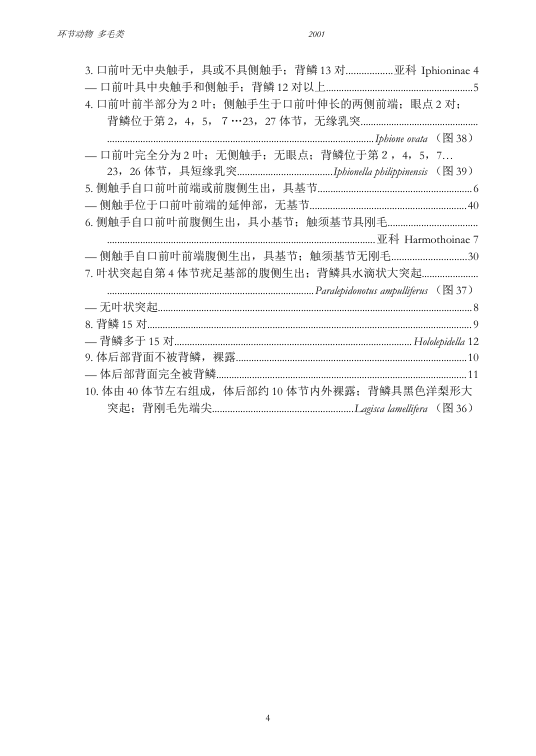 环节动物 多毛类 2001
3. 口前叶无中央触手，具或不具侧触手；背鳞 13 对..................亚科 Iphioninae 4
— 口前叶具中央触手和侧触手；背鳞 12 对以上..........................................................5
4. 口前叶前半部分为 2 叶；侧触手生于口前叶伸长的两侧前端；眼点 2 对；
背鳞位于第 2，4，5，７…23，27 体节，无缘乳突.............................................
.......................................................................................................Iphione ovata （图 38）
— 口前叶完全分为 2 叶；无侧触手；无眼点；背鳞位于第２，4，5，7…
23，26 体节，具短缘乳突.....................................Iphionella philippinensis （图 39）
5. 侧触手自口前叶前端或前腹侧生出，具基节............................................................6
— 侧触手位于口前叶前端的延伸部，无基节.............................................................40
6. 侧触手自口前叶前腹侧生出，具小基节；触须基节具刚毛...................................
.........................................................................................................亚科 Harmothoinae 7
— 侧触手自口前叶前端腹侧生出，具基节；触须基节无刚毛..............................30
7. 叶状突起自第 4 体节疣足基部的腹侧生出；背鳞具水滴状大突起......................
................................................................................Paralepidonotus ampulliferus （图 37）
— 无叶状突起..........................................................................................................................8
8. 背鳞 15 对..............................................................................................................................9
— 背鳞多于 15 对............................................................................................. Hololepidella 12
9. 体后部背面不被背鳞，裸露..........................................................................................10
— 体后部背面完全被背鳞..................................................................................................11
10. 体由 40 体节左右组成，体后部约 10 体节内外裸露；背鳞具黑色洋梨形大
突起；背刚毛先端尖.......................................................Lagisca lamellifera （图 36）
4